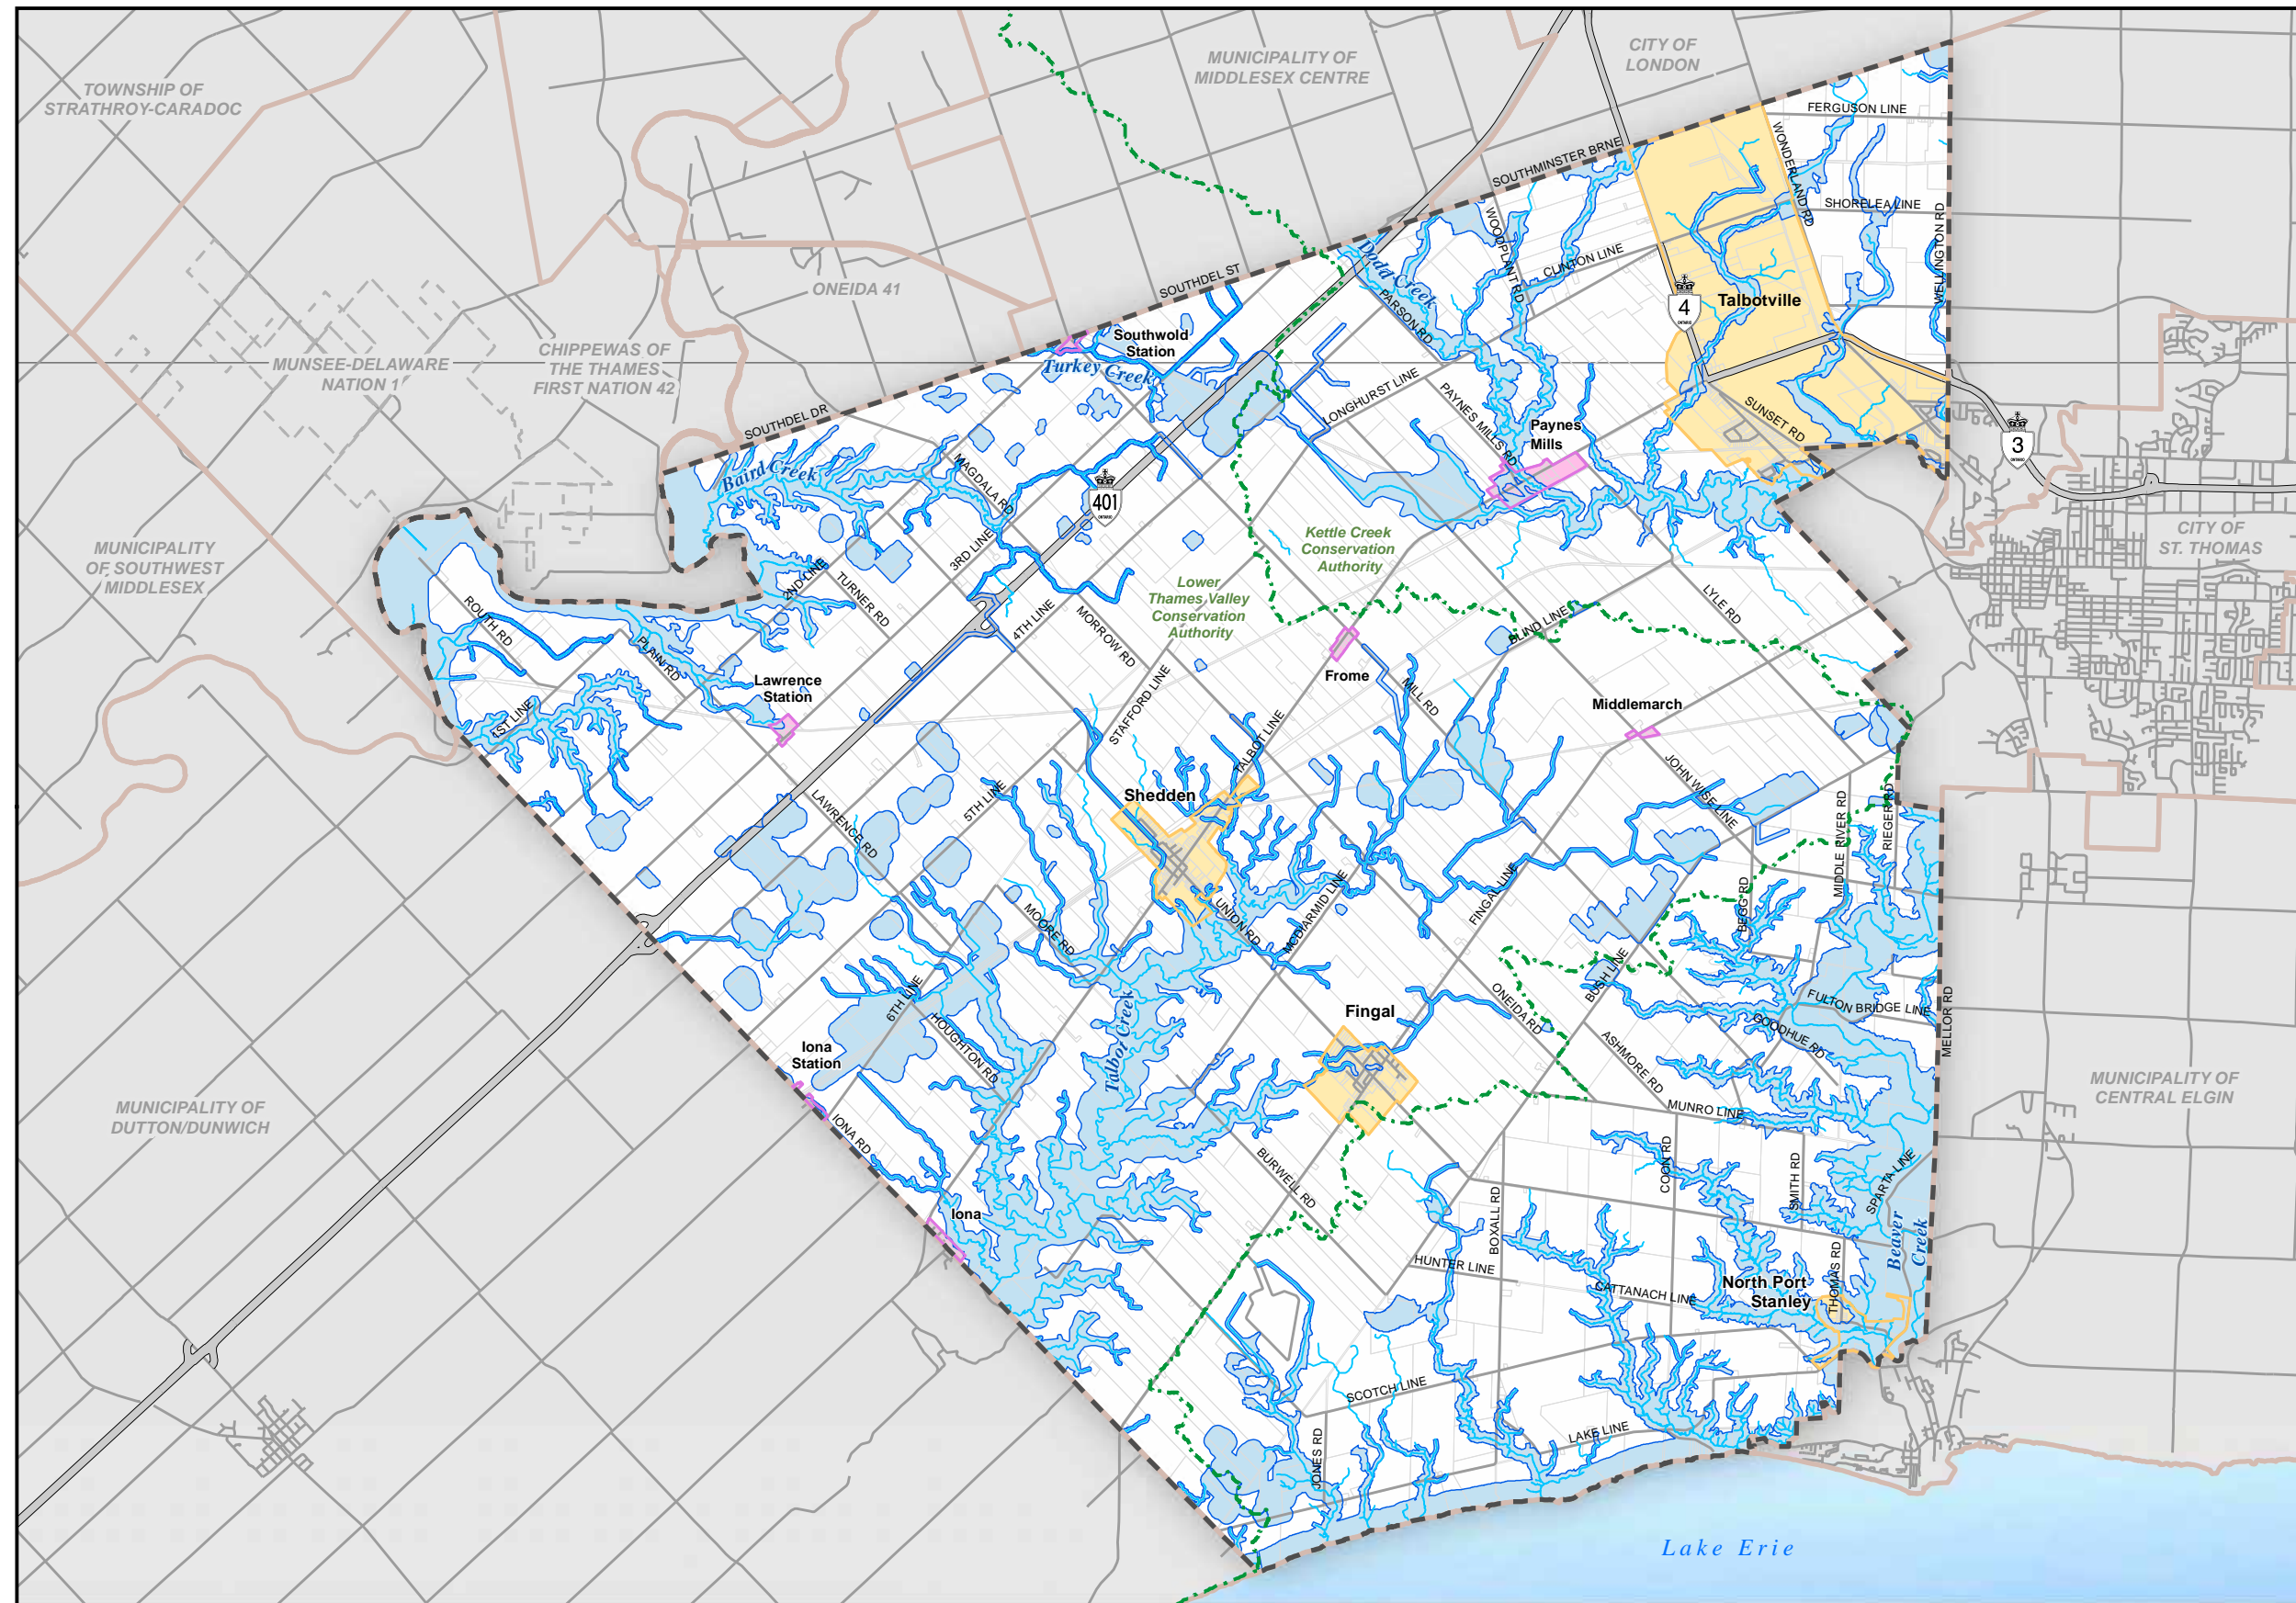 TOWNSHIP OF
STRATHROY-CARADOC
MUNICIPALITY OF
MIDDLESEX CENTRE
CITY OF
LONDON
FERGUSON LINE
WONDERLAND RD
SOUTHMINSTER BRNE
SHORELEA LINE
WELLINGTON RD
WOODPLANT RD
CLINTON LINE
Dodd Creek
PARSON RD
SOUTHDEL ST
ONEIDA 41
4
ONTARIO
Talbotville
Southwold
Station
Turkey Creek
MUNSEE-DELAWARE
NATION 1
CHIPPEWAS OF
THE THAMES
FIRST NATION 42
LONGHURST LINE
PAYNES MILLS RD
Paynes
Mills
SUNSET RD
3
ONTARIO
SOUTHDEL DR
Baird Creek
MAGDALA RD
401
ONTARIO
3RD LINE
Kettle Creek
Conservation
Authority
CITY OF
ST. THOMAS
MUNICIPALITY
OF SOUTHWEST
MIDDLESEX
2ND LINE
TURNER RD
4TH LINE
MORROW RD
Lower
Thames Valley
Conservation
Authority
LYLE RD
BLIND LINE
ROUTH RD
PLAIN RD
1ST LINE
Lawrence
Station
STAFFORD LINE
Frome
MILL RD
Middlemarch
TALBOT LINE
JOHN WISE LINE
LAWRENCE RD
5TH LINE
Shedden
MIDDLE RIVER RD
RIEGER RD
MOORE RD
UNION RD
MCDIARMID LINE
FINGAL LINE
BEGG RD
BUSH LINE
6TH LINE
HOUGHTON RD
Talbot Creek
Fingal
ONEIDA RD
FULTON BRIDGE LINE
GOODHUE RD
MELLOR RD
Iona
Station
ASHMORE RD
MUNRO LINE
MUNICIPALITY OF
DUTTON/DUNWICH
MUNICIPALITY OF
CENTRAL ELGIN
IONA RD
BURWELL RD
COON RD
SMITH RD
SPARTA LINE
Iona
BOXALL RD
Beaver
Creek
HUNTER LINE
CATTANACH LINE
North Port
Stanley
THOMAS RD
SCOTCH LINE
JONES RD
LAKE LINE
Lake Erie